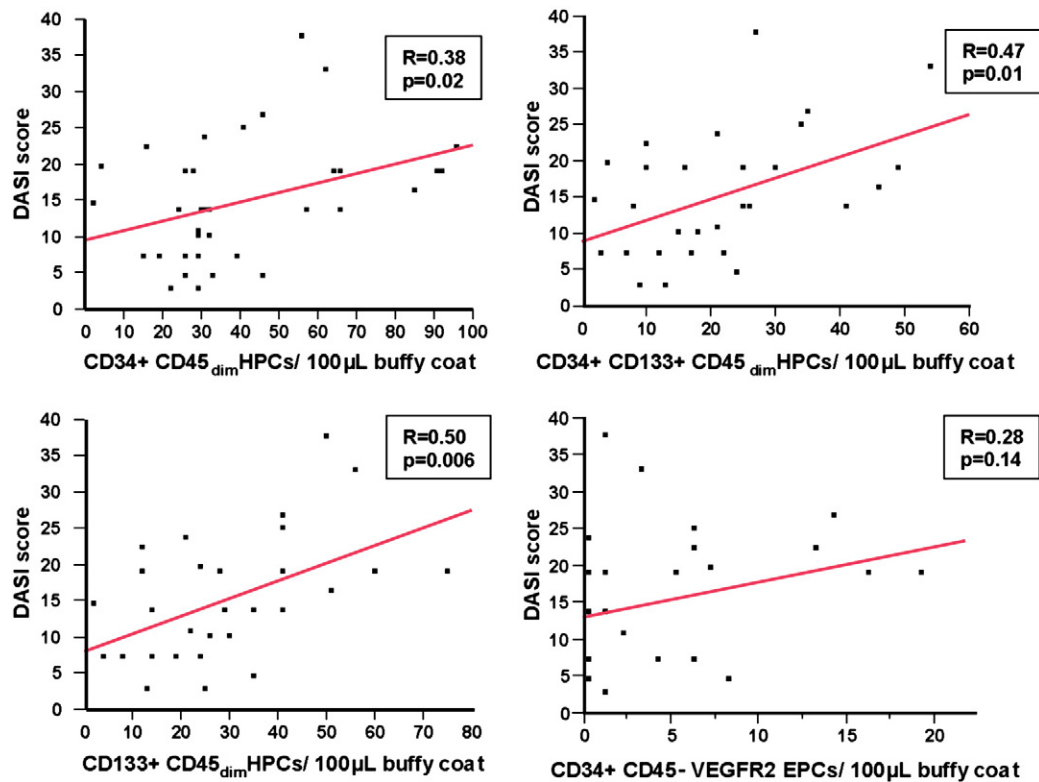 40
35
30
25
20
15
10
5
0
DASI score
R=0.38
p=0.02
0 10 20 30 40 50 60 70 80 90 100
CD34+ CD45dimHPCs/ 100µL buffy coat
40
35
30
25
20
15
10
5
0
DASI score
R=0.47
p=0.01
0 10 20 30 40 50 60
CD34+ CD133+ CD45dimHPCs/ 100µL buffy coat
40
35
30
25
20
15
10
5
0
DASI score
R=0.50
p=0.006
0 10 20 30 40 50 60 70 80
CD133+ CD45dimHPCs/ 100µL buffy coat
40
35
30
25
20
15
10
5
0
DASI score
R=0.28
p=0.14
0 5 10 15 20
CD34+ CD45- VEGFR2 EPCs/ 100µL buffy coat